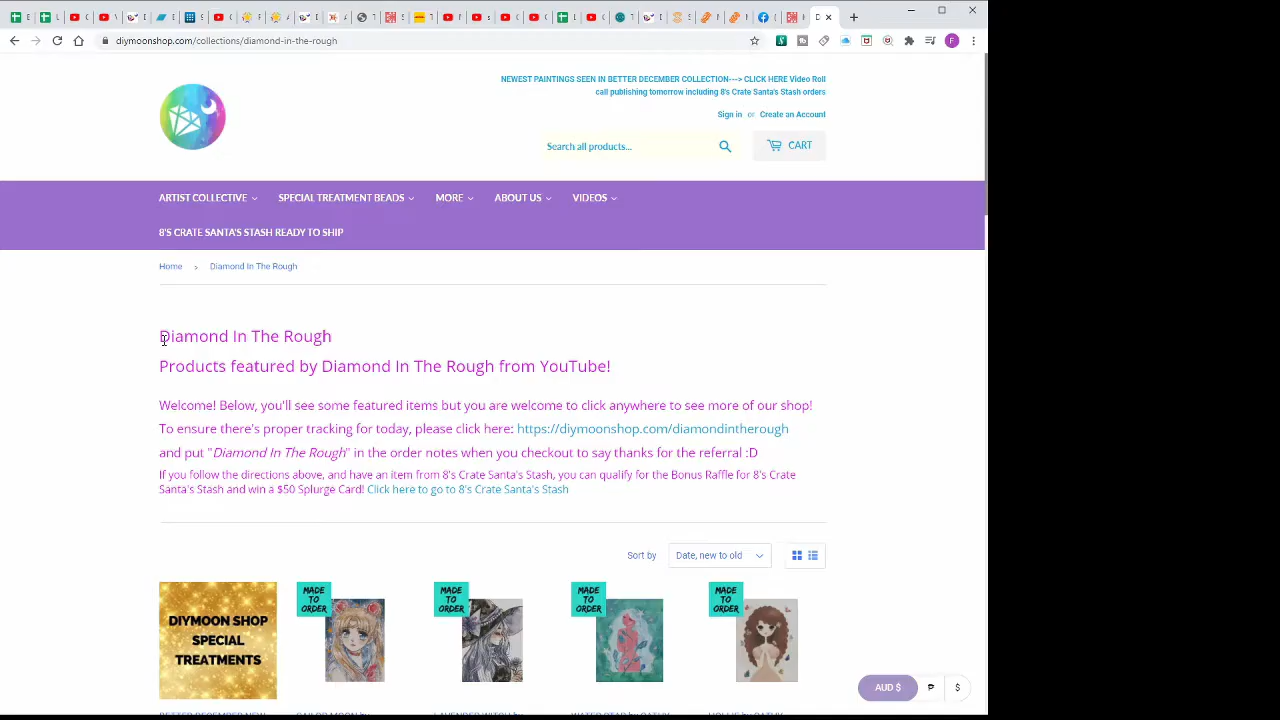 diymoonshop.com/collections/diamond-in-the-rough
NEWEST PAINTINGS SEEN IN BETTER DECEMBER COLLECTION---> CLICK HERE Video Roll
call publishing tomorrow including 8's Crate Santa's Stash orders
Sign in or Create an Account
Search all products...
CART
ARTIST COLLECTIVE
SPECIAL TREATMENT BEADS
MORE
ABOUT US
VIDEOS
8'S CRATE SANTA'S STASH READY TO SHIP
Home > Diamond In The Rough
Diamond In The Rough
Products featured by Diamond In The Rough from YouTube!
Welcome! Below, you'll see some featured items but you are welcome to click anywhere to see more of our shop!
To ensure there's proper tracking for today, please click here: https://diymoonshop.com/diamondintherough
and put "Diamond In The Rough" in the order notes when you checkout to say thanks for the referral :D
If you follow the directions above, and have an item from 8's Crate Santa's Stash, you can qualify for the Bonus Raffle for 8's Crate
Santa's Stash and win a $50 Splurge Card! Click here to go to 8's Crate Santa's Stash
Sort by
Date, new to old
DIYMOON SHOP
SPECIAL
TREATMENTS
MADE
TO
ORDER
MADE
TO
ORDER
MADE
TO
ORDER
MADE
TO
ORDER
AUD $
₱
$
BETTER DECEMBER NEW
SAILOR MOON by
LAVENDER WITCH by